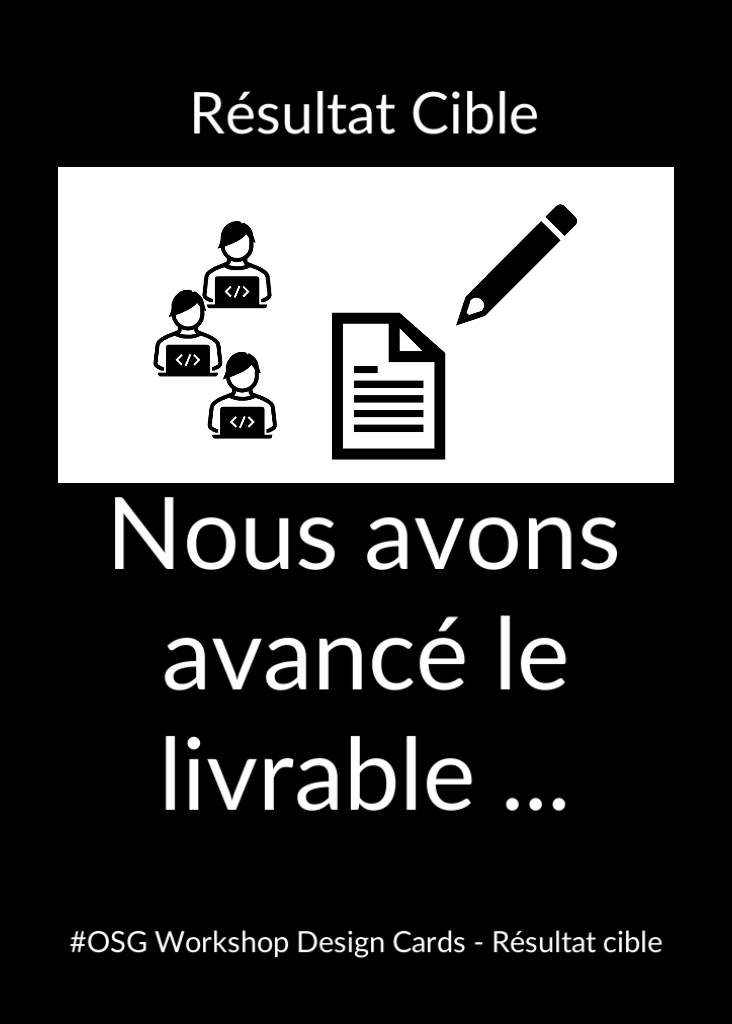 Résultat Cible
</>
</>
</>
Nous avons
avancé le
livrable ...
#OSG Workshop Design Cards - Résultat cible